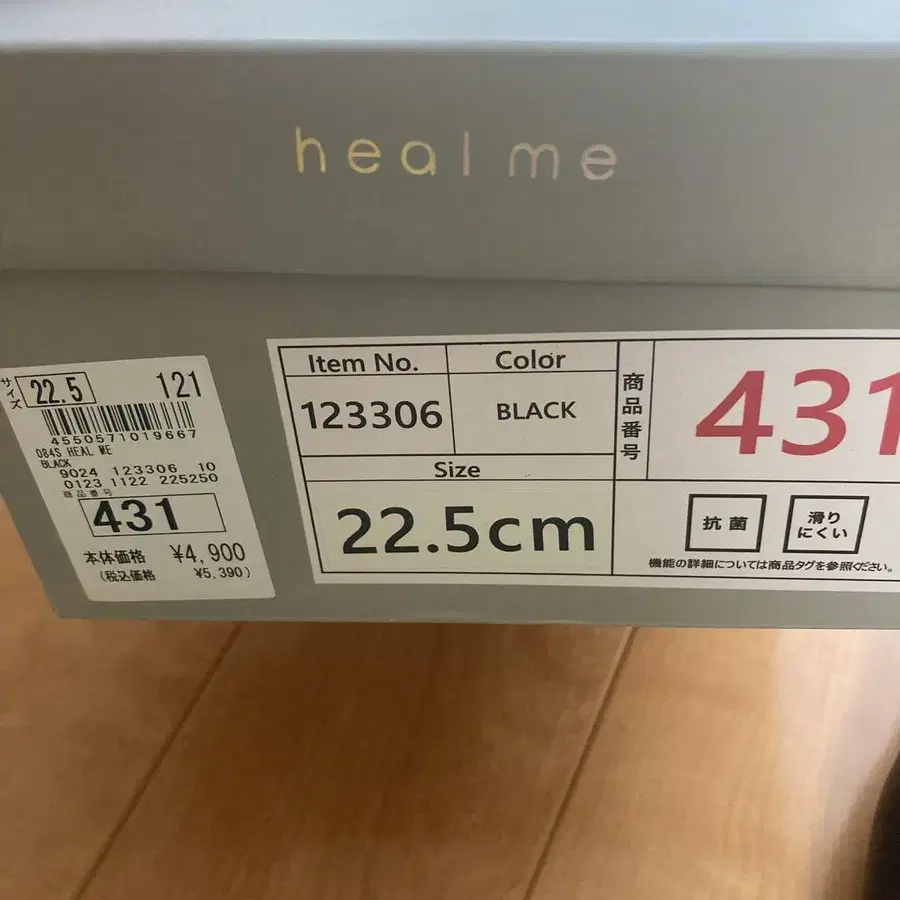 heal me
サイズ 22.5 121
4550571019667
084S HEAL ME
BLACK
9024 123306 10
0123 1122 225250
商品番号
431
本体価格 ¥4,900
(税込価格 ¥5,390)
Item No. Color
123306 BLACK
Size
22.5cm
商品番号
431
抗菌
滑り
にくい
機能の詳細については商品タグを参照ください。